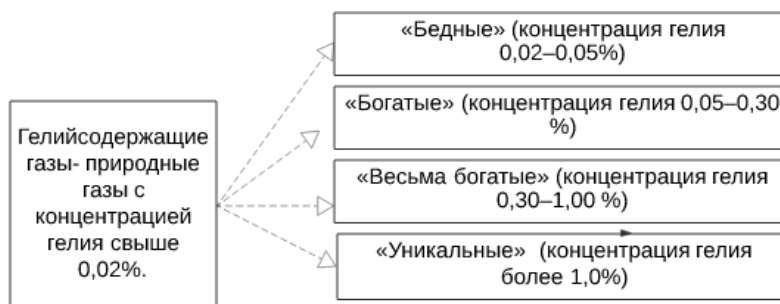 Гелийсодержащие
газы- природные
газы с
концентрацией
гелия свыше
0,02%.
«Бедные» (концентрация гелия
0,02–0,05%)
«Богатые» (концентрация гелия 0,05–0,30
%)
«Весьма богатые» (концентрация гелия
0,30–1,00 %)
«Уникальные» (концентрация гелия
более 1,0%)